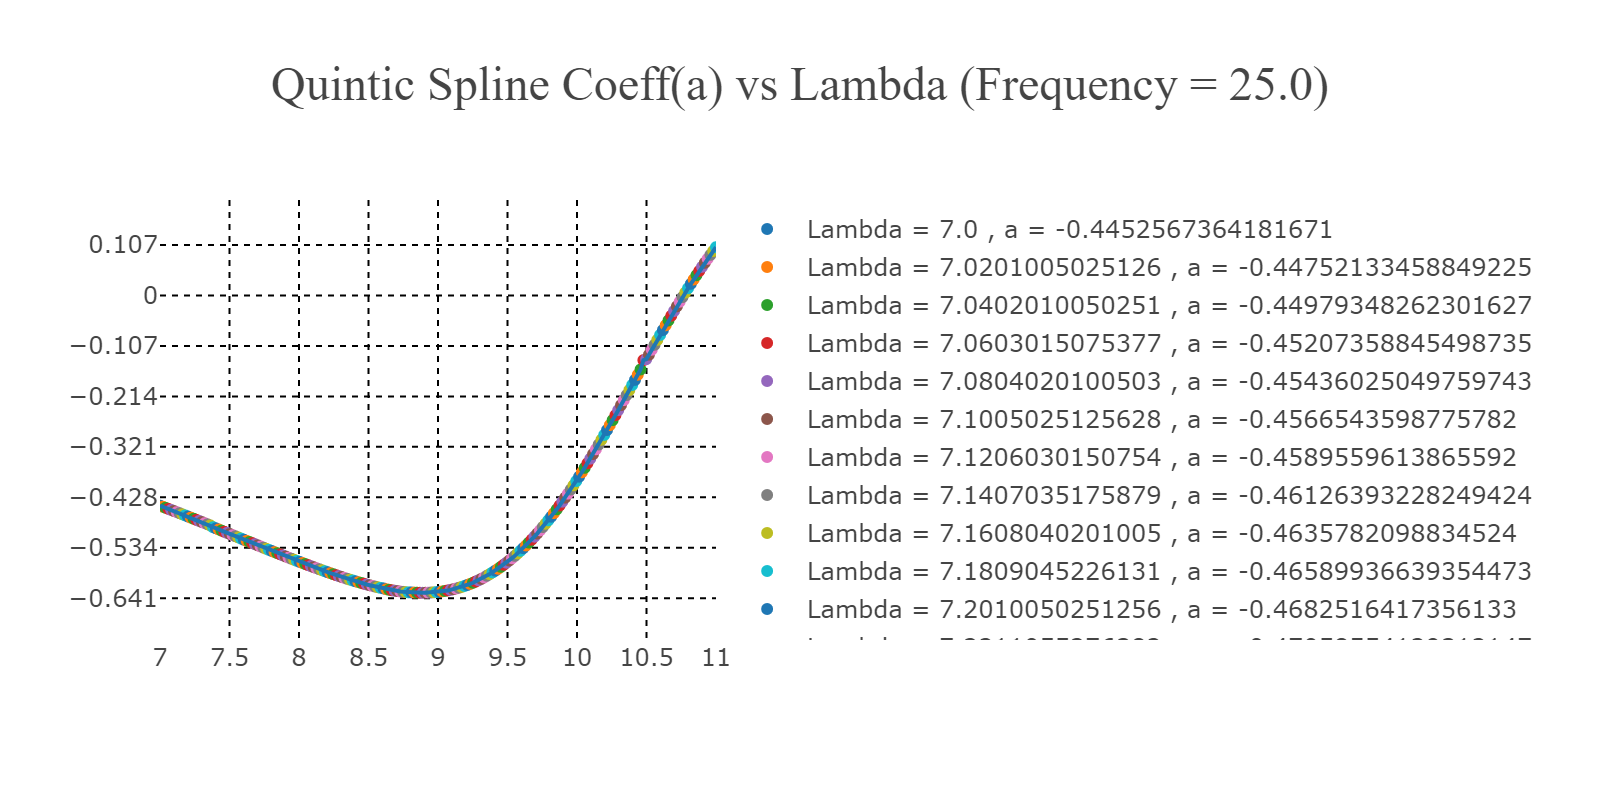 Quintic Spline Coeff(a) vs Lambda (Frequency = 25.0)
0.107
0
−0.107
−0.214
−0.321
−0.428
−0.534
−0.641
7 7.5 8 8.5 9 9.5 10 10.5 11
Lambda = 7.0 , a = -0.4452567364181671
Lambda = 7.0201005025126 , a = -0.44752133458849225
Lambda = 7.0402010050251 , a = -0.44979348262301627
Lambda = 7.0603015075377 , a = -0.45207358845498735
Lambda = 7.0804020100503 , a = -0.45436025049759743
Lambda = 7.1005025125628 , a = -0.4566543598775782
Lambda = 7.1206030150754 , a = -0.4589559613865592
Lambda = 7.1407035175879 , a = -0.46126393228249424
Lambda = 7.1608040201005 , a = -0.4635782098834524
Lambda = 7.1809045226131 , a = -0.46589936639354473
Lambda = 7.2010050251256 , a = -0.4682516417356133